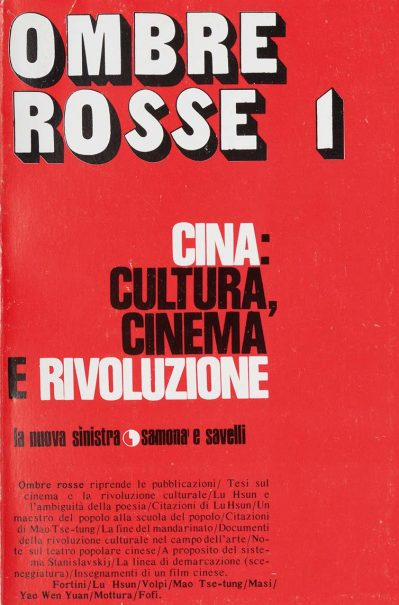 OMBRE
ROSSE 1
CINA:
CULTURA,
CINEMA
E RIVOLUZIONE
la nuova sinistra samona' e savelli
Ombre rosse riprende le pubblicazioni/ Tesi sul
cinema e la rivoluzione culturale/Lu Hsun e
l'ambiguità della poesia/Citazioni di Lu Hsun/Un
maestro del popolo alla scuola del popolo/Citazioni
di Mao Tse-tung/La fine del mandarinato/Documenti
della rivoluzione culturale nel campo dell'arte/No-
te sul teatro popolare cinese/A proposito del siste-
ma Stanislavskij/La linea di demarcazione (sce-
neggiatura)/Insegnamenti di un film cinese.
Fortini/Lu Hsun/Volpi/Mao Tse-tung/Masi/
Yao Wen Yuan/Mottura/Fofi.